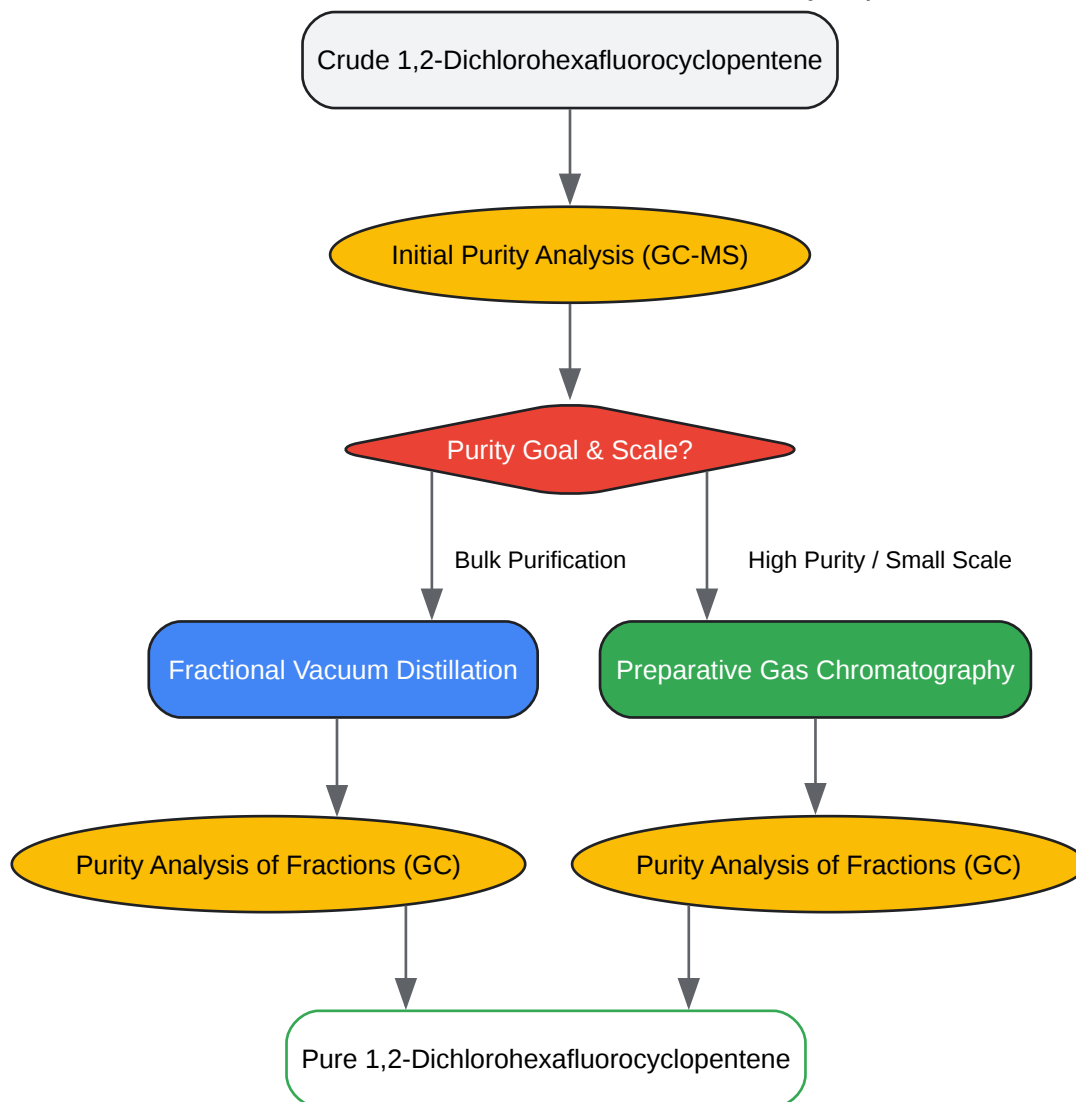 Crude 1,2-Dichlorohexafluorocyclopentene
Initial Purity Analysis (GC-MS)
Purity Goal & Scale?
Bulk Purification
High Purity / Small Scale
Fractional Vacuum Distillation
Preparative Gas Chromatography
Purity Analysis of Fractions (GC)
Purity Analysis of Fractions (GC)
Pure 1,2-Dichlorohexafluorocyclopentene